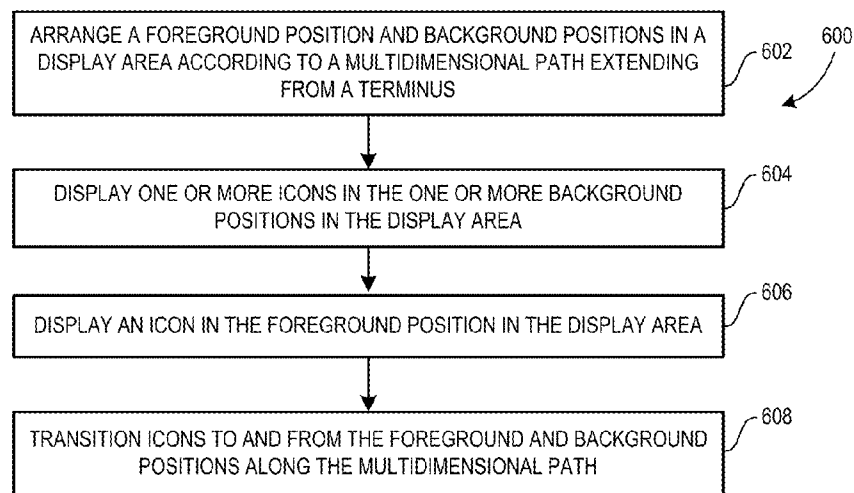 ARRANGE A FOREGROUND POSITION AND BACKGROUND POSITIONS IN A
DISPLAY AREA ACCORDING TO A MULTIDIMENSIONAL PATH EXTENDING
FROM A TERMINUS
602
600
DISPLAY ONE OR MORE ICONS IN THE ONE OR MORE BACKGROUND
POSITIONS IN THE DISPLAY AREA
604
DISPLAY AN ICON IN THE FOREGROUND POSITION IN THE DISPLAY AREA
606
TRANSITION ICONS TO AND FROM THE FOREGROUND AND BACKGROUND
POSITIONS ALONG THE MULTIDIMENSIONAL PATH
608